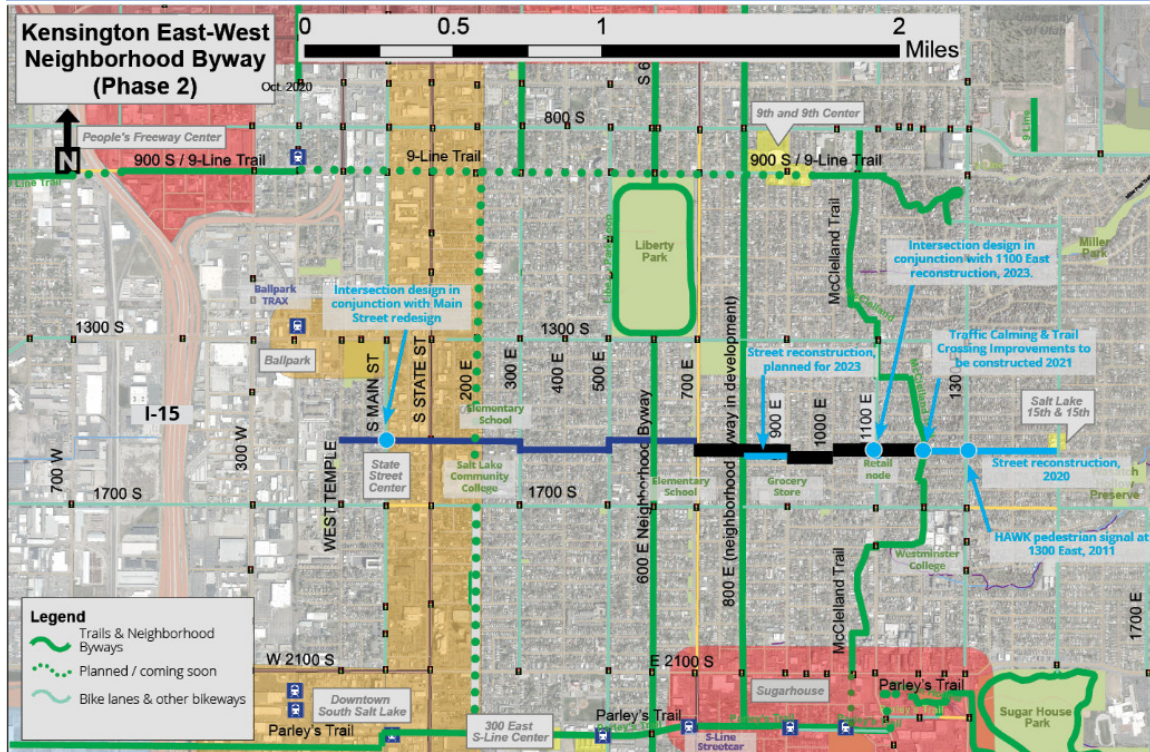 Kensington East-West
Neighborhood Byway
(Phase 2)
Oct. 2020
0
0.5
1
2
Miles
N
People's Freeway Center
800 S
9th and 9th Center
9 Line
900 S / 9-Line Trail
9-Line Trail
900 S / 9-Line Trail
9 Line Trail
S 6
Liberty
Park
McClelland Trail
Miller
Park
Intersection design in
conjunction with 1100 East
reconstruction, 2023.
Ballpark
TRAX
Intersection design in
conjunction with Main
Street redesign
1300 S
1300 S
Ballpark
Street reconstruction,
planned for 2023
Traffic Calming & Trail
Crossing Improvements to
be constructed 2021
130
Salt Lake
15th & 15th
I-15
700 W
300 W
WEST TEMPLE
S MAIN ST
S STATE ST
200 E
300 E
400 E
500 E
600 E Neighborhood Byway
700 E
800 E (neighborhood byway in development)
900 E
1000 E
1100 E
Elementary
School
State
Street
Center
Salt Lake
Community
College
Elementary
School
Grocery
Store
Retail
node
Street reconstruction,
2020
Preserve
1700 S
1700 S
HAWK pedestrian signal at
1300 East, 2011
Westminster
College
McClelland Trail
1700 E
Legend
Trails & Neighborhood
Byways
Planned / coming soon
Bike lanes & other bikeways
W 2100 S
E 2100 S
Downtown
South Salt Lake
Parley's Trail
300 East
S-Line Center
Parley's Trail
Sugarhouse
Parley's Trail
S-Line
Streetcar
Sugar House
Park